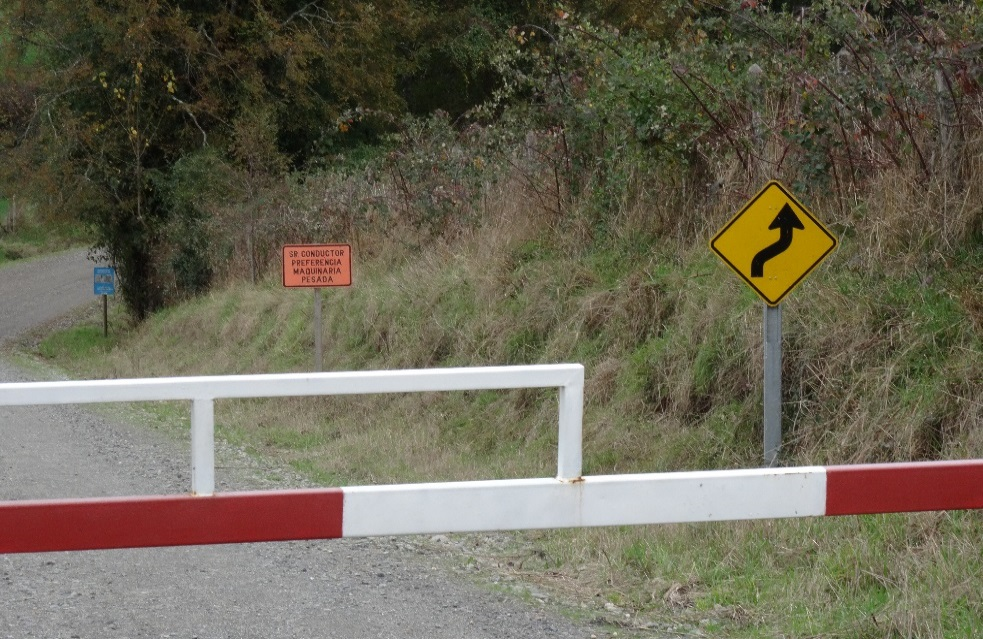 SR. CONDUCTOR
PREFERENCIA
MAQUINARIA
PESADA